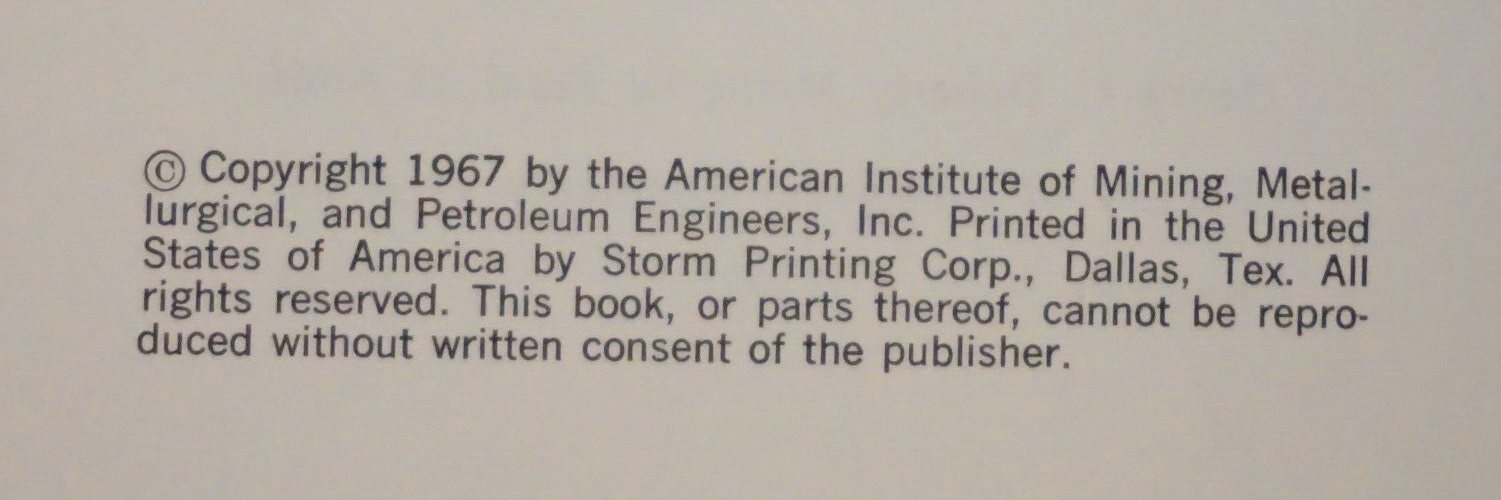 © Copyright 1967 by the American Institute of Mining, Metal-
lurgical, and Petroleum Engineers, Inc. Printed in the United
States of America by Storm Printing Corp., Dallas, Tex. All
rights reserved. This book, or parts thereof, cannot be repro-
duced without written consent of the publisher.